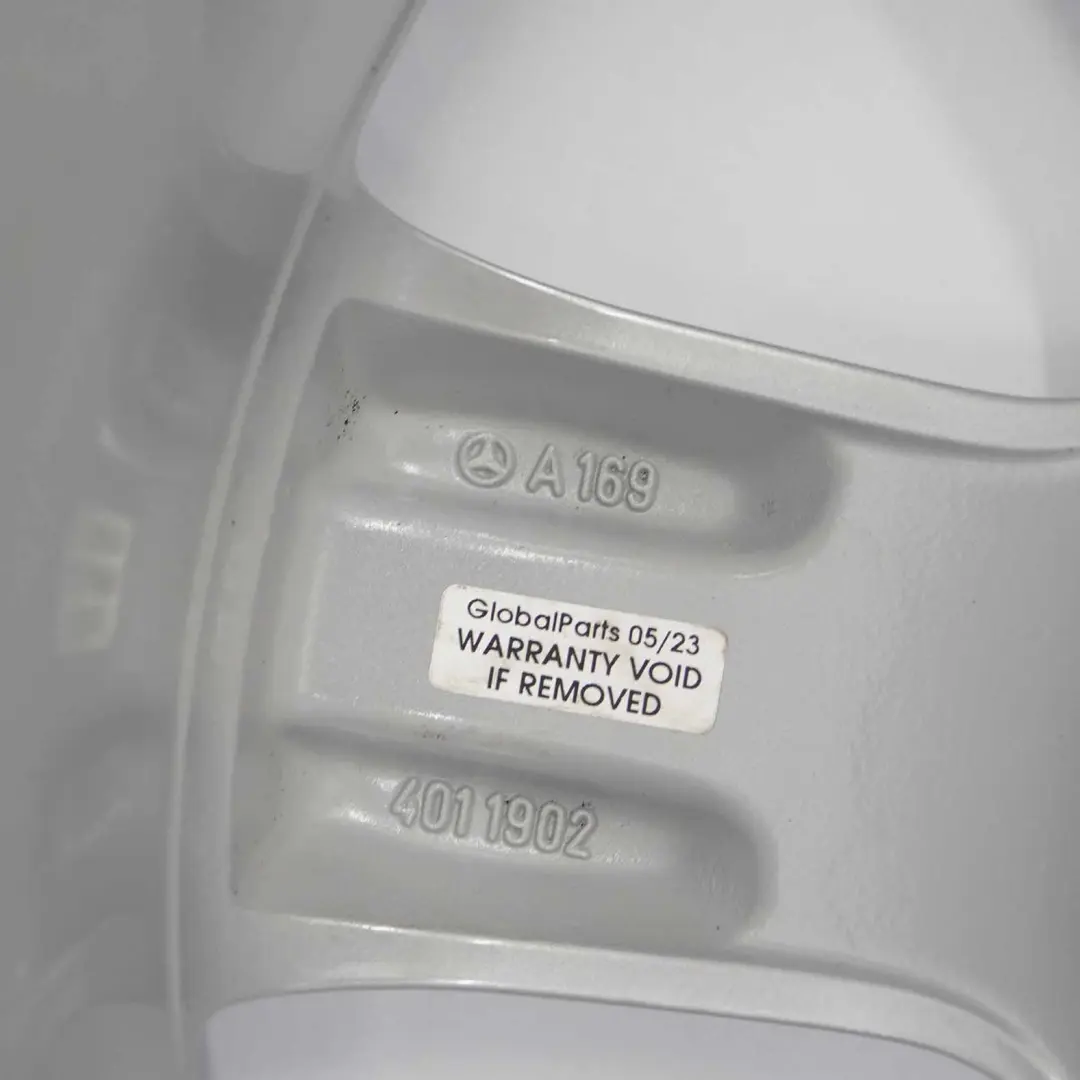 A 169
GlobalParts 05/23
WARRANTY VOID
IF REMOVED
401 1902